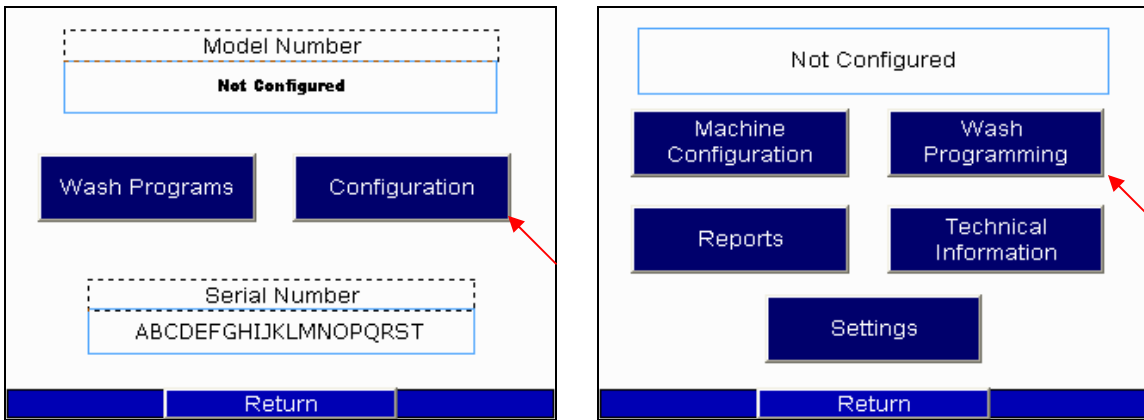 Model Number
Not Configured
Wash Programs
Configuration
Serial Number
ABCDEFGHIJKLMNOPQRST
Return
Not Configured
Machine
Configuration
Wash
Programming
Reports
Technical
Information
Settings
Return